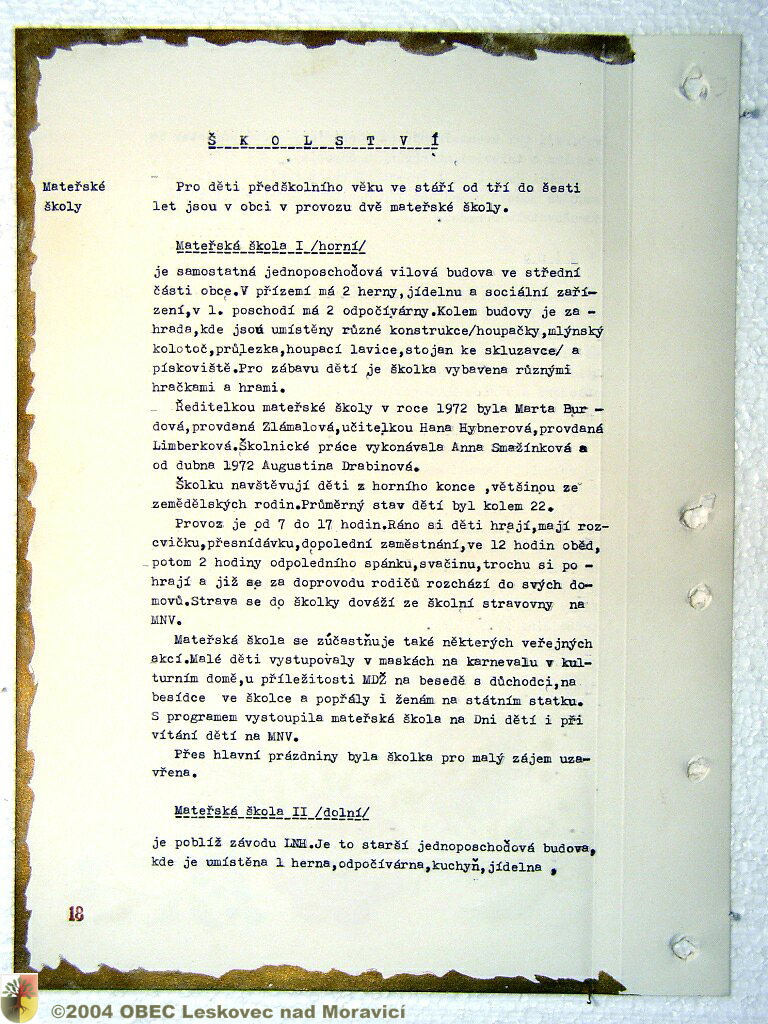 Š K O L S T V Í
Mateřské
školy
Pro děti předškolního věku ve stáří od tří do šesti
let jsou v obci v provozu dvě mateřské školy.
Mateřská škola I /horní/
je samostatná jednoposchoďová vilová budova ve střední
části obce.V přízemí má 2 herny,jídelnu a sociální zaří-
zení,v 1. poschodí má 2 odpočívárny.Kolem budovy je za -
hrada,kde jsou umístěny různé konstrukce/houpačky,mlýnský
kolotoč,průlezka,houpací lavice,stojan ke skluzavce/ a
pískoviště.Pro zábavu dětí je školka vybavena různými
hračkami a hrami.
Ředitelkou mateřské školy v roce 1972 byla Marta Bur -
dová,provdaná Zlámalová,učitelkou Hana Hybnerová,provdaná
Limberková.Školnické práce vykonávala Anna Smažínková a
od dubna 1972 Augustina Drabinová.
Školku navštěvují děti z horního konce ,většinou ze
zemědělských rodin.Průměrný stav dětí byl kolem 22.
Provoz je od 7 do 17 hodin.Ráno si děti hrají,mají roz-
cvičku,přesnídávku,dopolední zaměstnání,ve 12 hodin oběd,
potom 2 hodiny odpoledního spánku,svačinu,trochu si po -
hrají a již se za doprovodu rodičů rozchází do svých do-
movů.Strava se do školky dováží ze školní stravovny na
MNV.
Mateřská škola se zúčastňuje také některých veřejných
akcí.Malé děti vystupovaly v maskách na karnevalu v kul-
turním domě,u příležitosti MDŽ na besedě s důchodci,na
besídce ve školce a popřály i ženám na státním statku.
S programem vystoupila mateřská škola na Dni dětí i při
vítání dětí na MNV.
Přes hlavní prázdniny byla školka pro malý zájem uza-
vřena.
Mateřská škola II /dolní/
je poblíž závodu LNH.Je to starší jednoposchoďová budova,
kde je umístěna 1 herna,odpočívárna,kuchyň,jídelna ,
18
©2004 OBEC Leskovec nad Moravicí